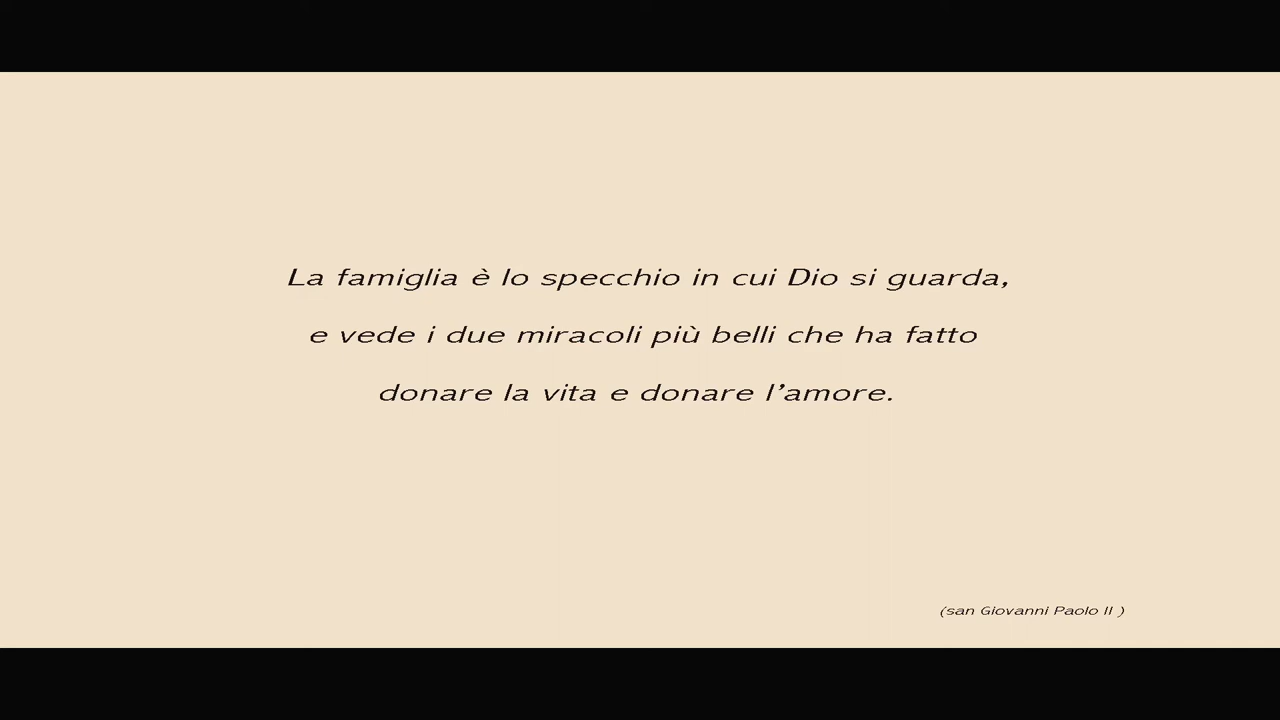 La famiglia è lo specchio in cui Dio si guarda,
e vede i due miracoli più belli che ha fatto
donare la vita e donare l’amore.
(san Giovanni Paolo II )